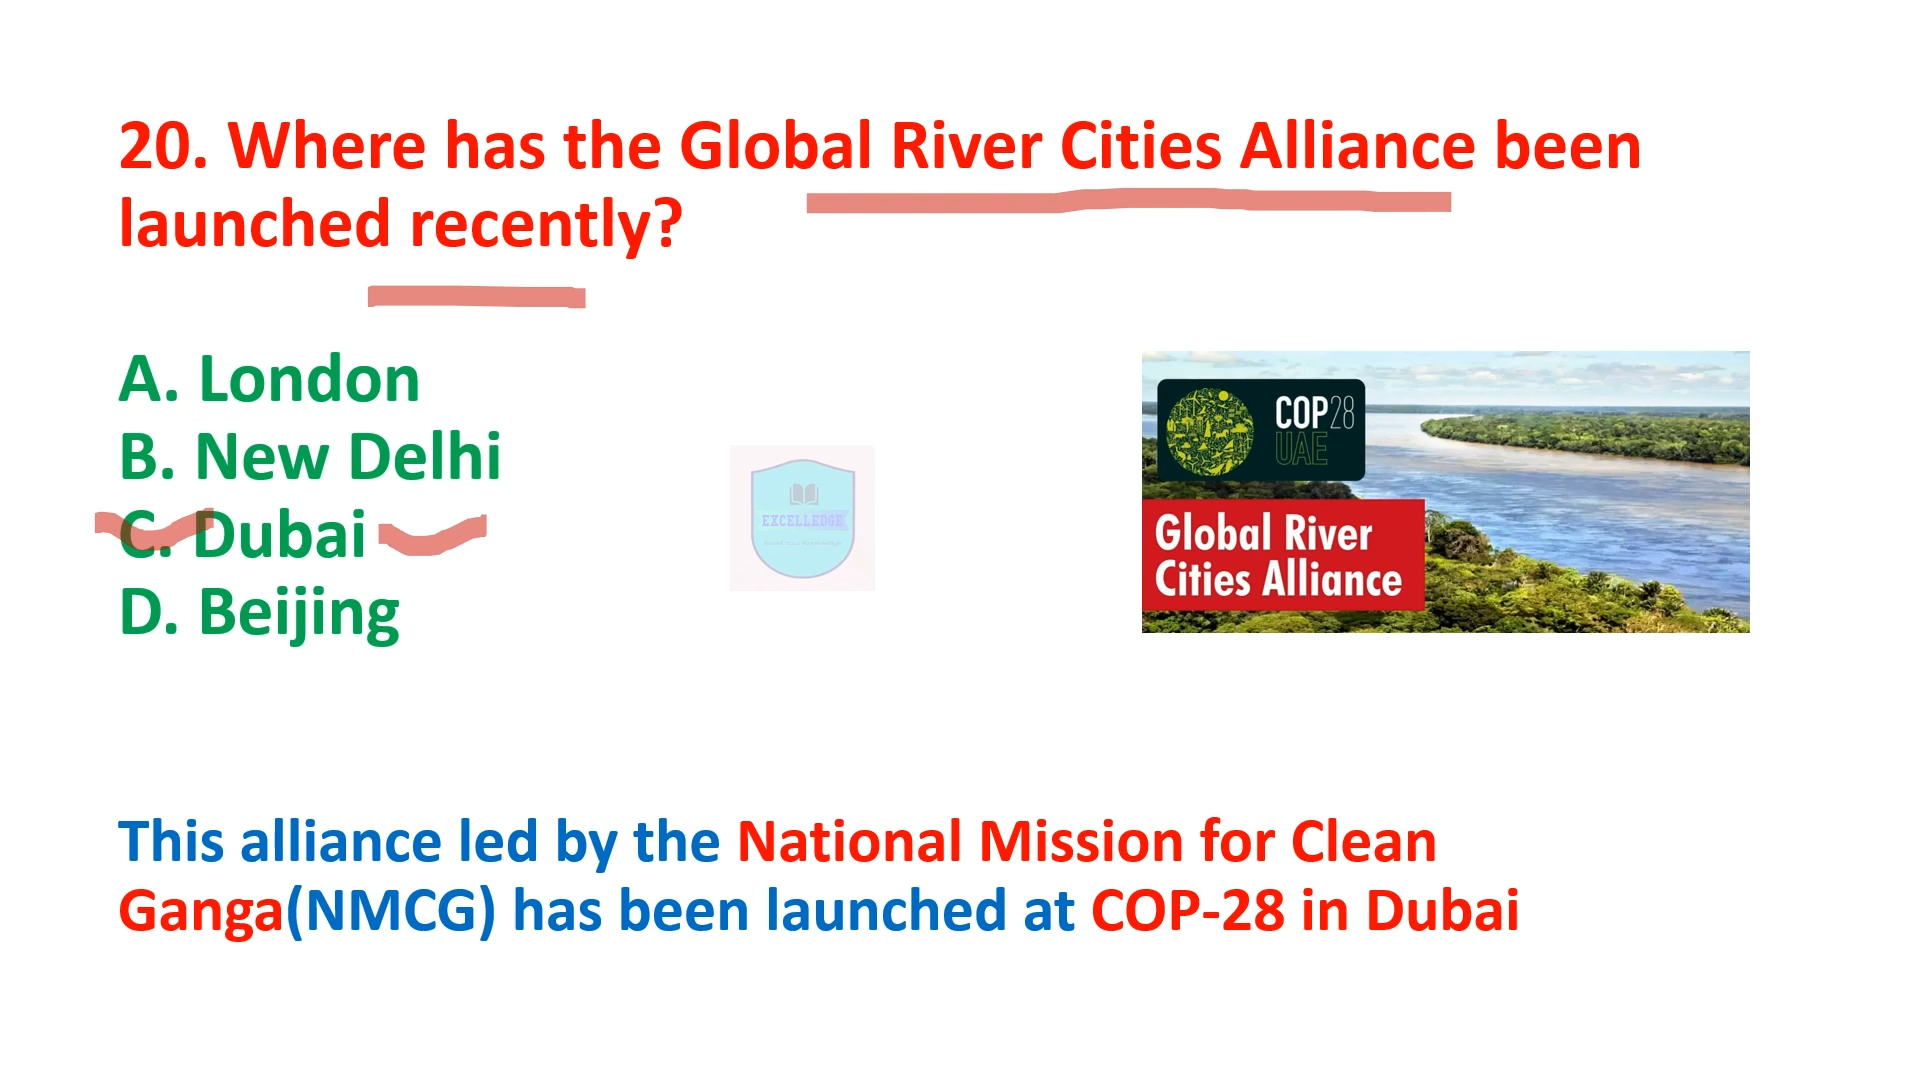 20. Where has the Global River Cities Alliance been
launched recently?
A. London
B. New Delhi
C. Dubai
D. Beijing
EXCELLEDGE
COP28
UAE
Global River
Cities Alliance
This alliance led by the National Mission for Clean
Ganga(NMCG) has been launched at COP-28 in Dubai